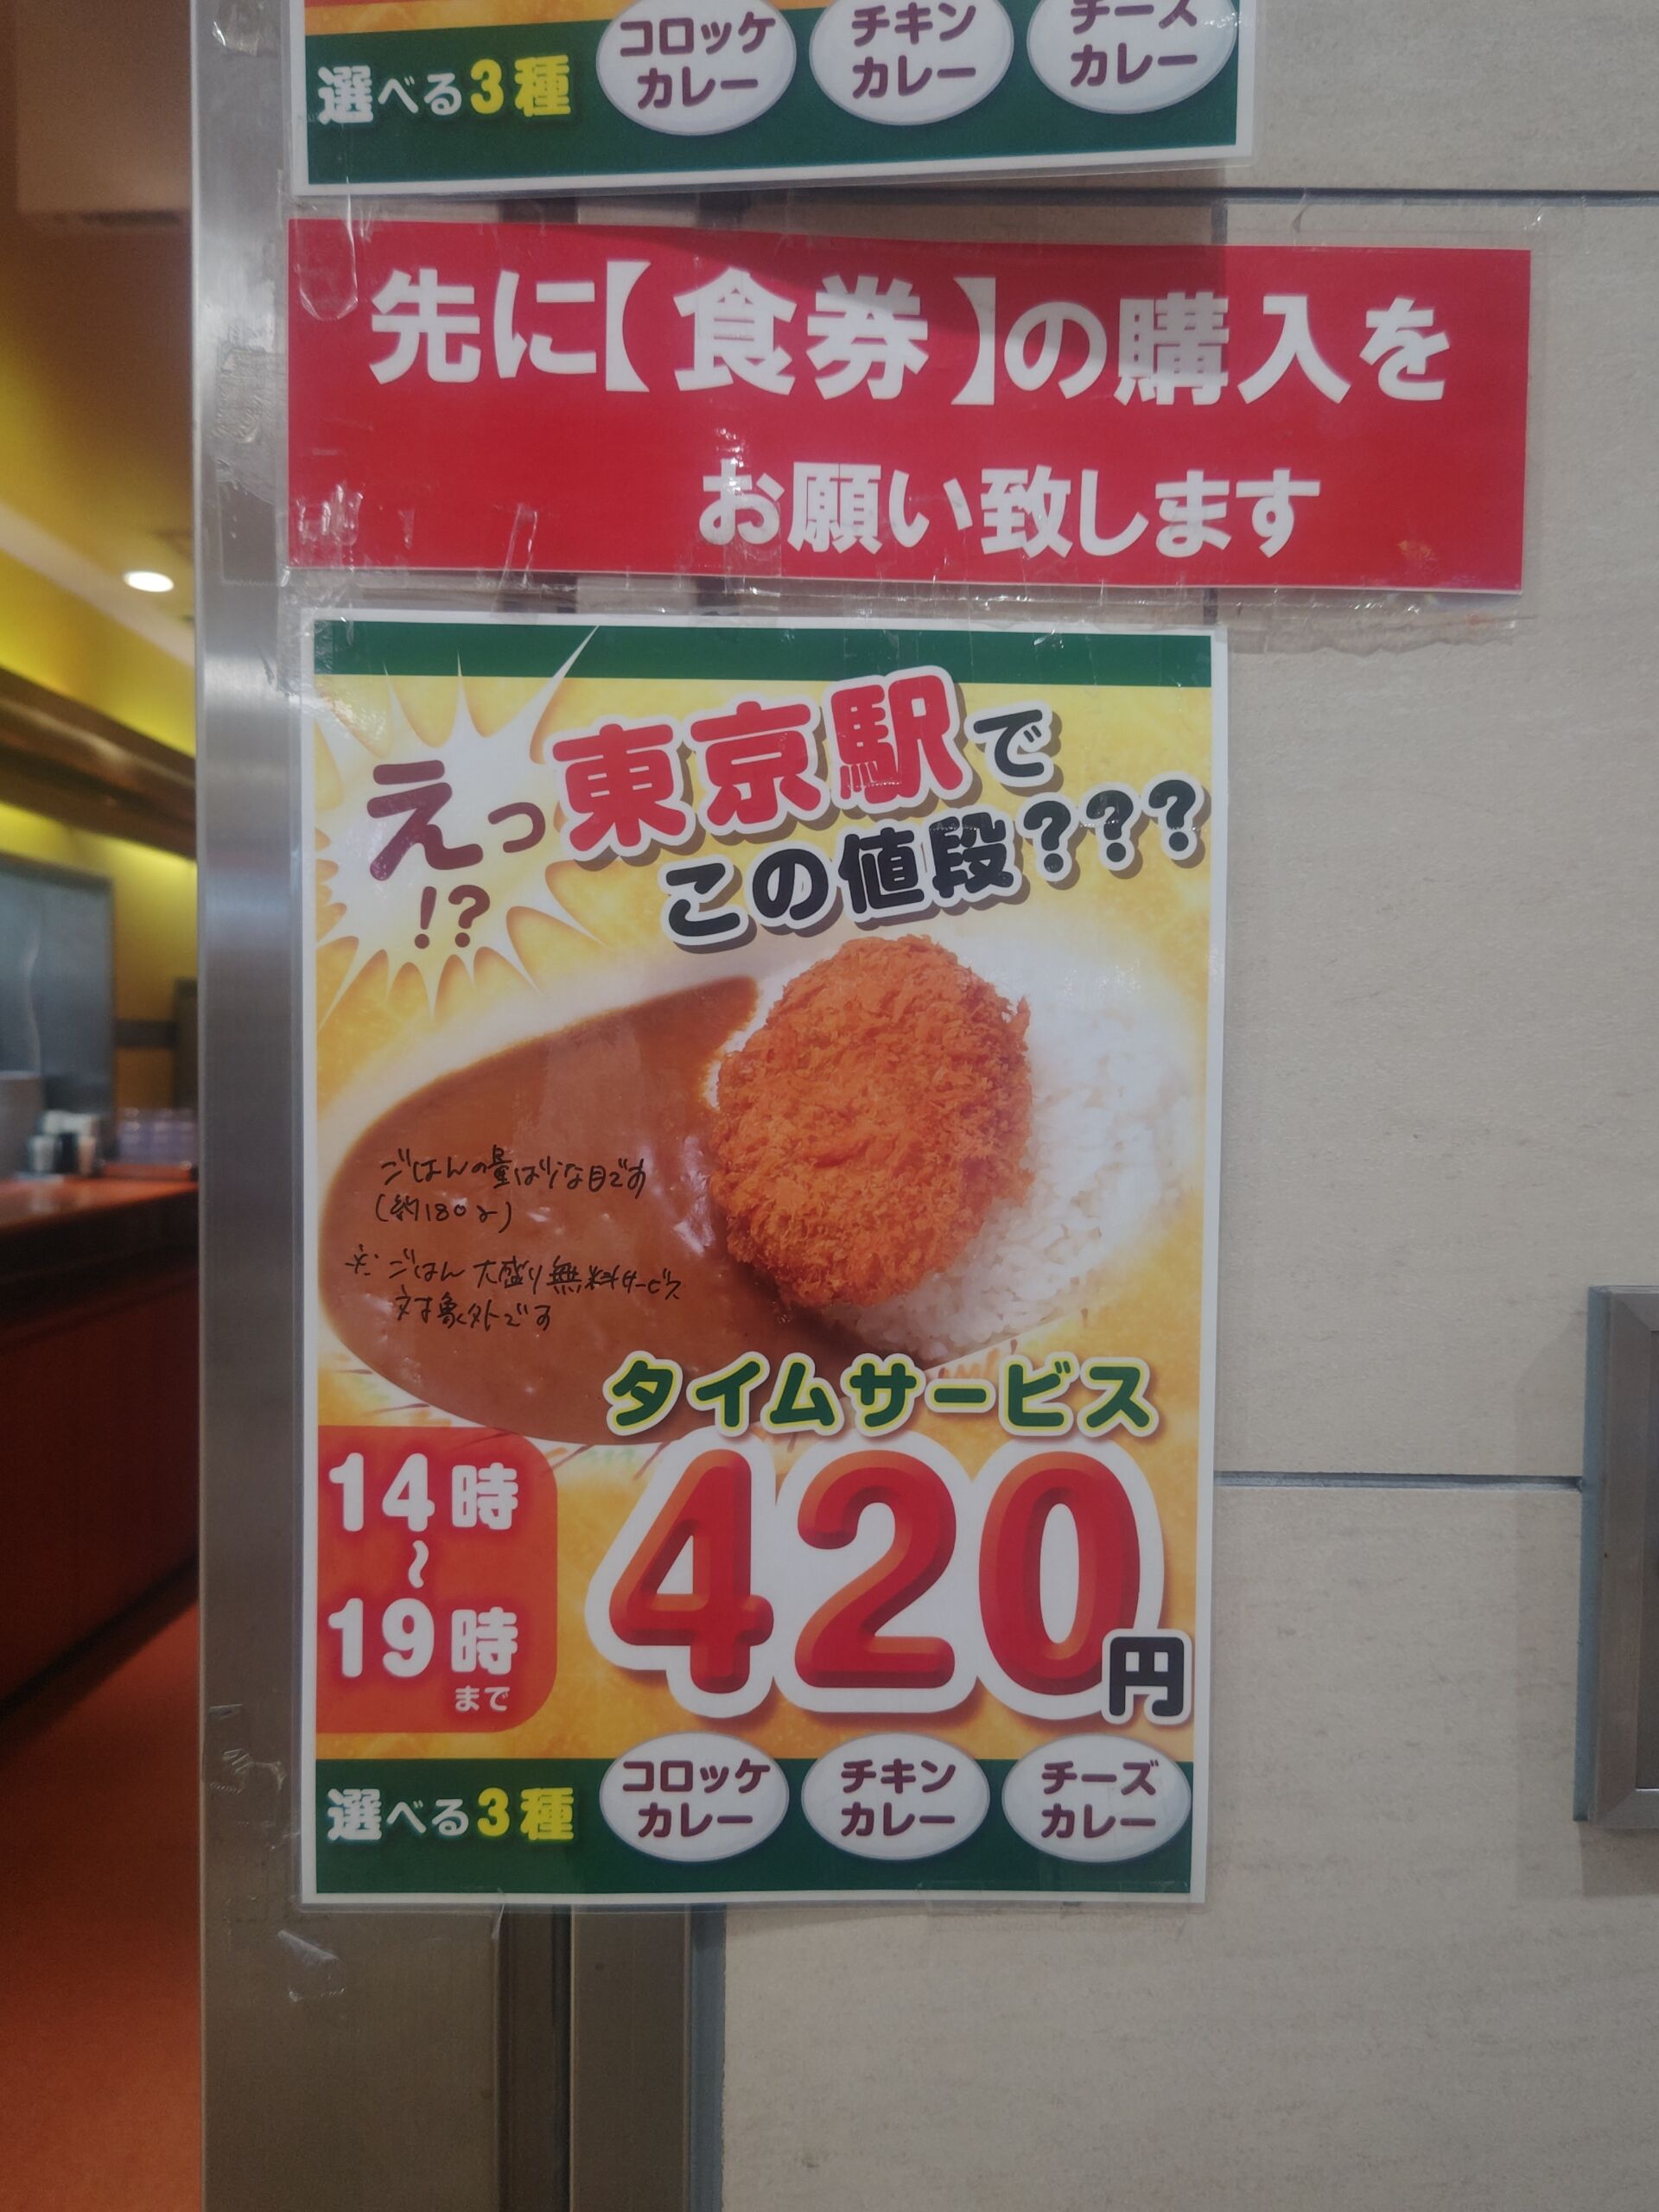 選べる3種
コロッケ
カレー
チキン
カレー
チーズ
カレー
先に【食券】の購入を
お願い致します
えっ
!?
東京駅で
この値段???
ごはんの量は少な目です
(約180g)
※ごはん大盛り無料サービス
対象外です
タイムサービス
14時
〜
19時
まで
420円
選べる3種
コロッケ
カレー
チキン
カレー
チーズ
カレー